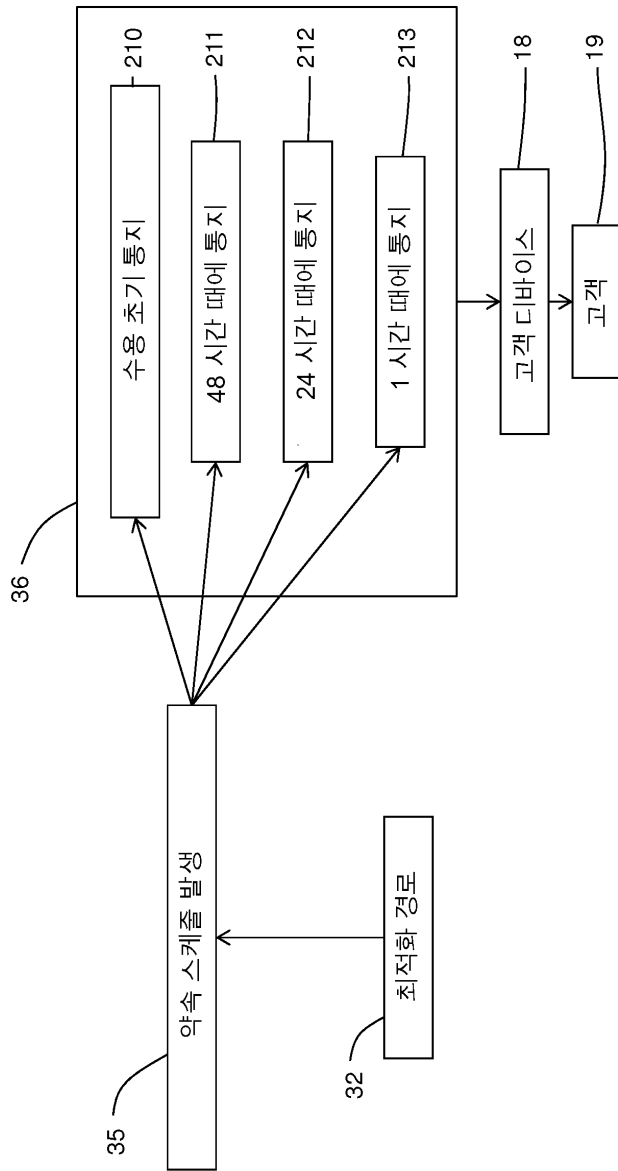 36
수용 초기 통지
210
48 시간 때에 통지
211
24 시간 때에 통지
212
1 시간 때에 통지
213
약속 스케줄 발생
35
최적화 경로
32
고객 디바이스
18
고객
19